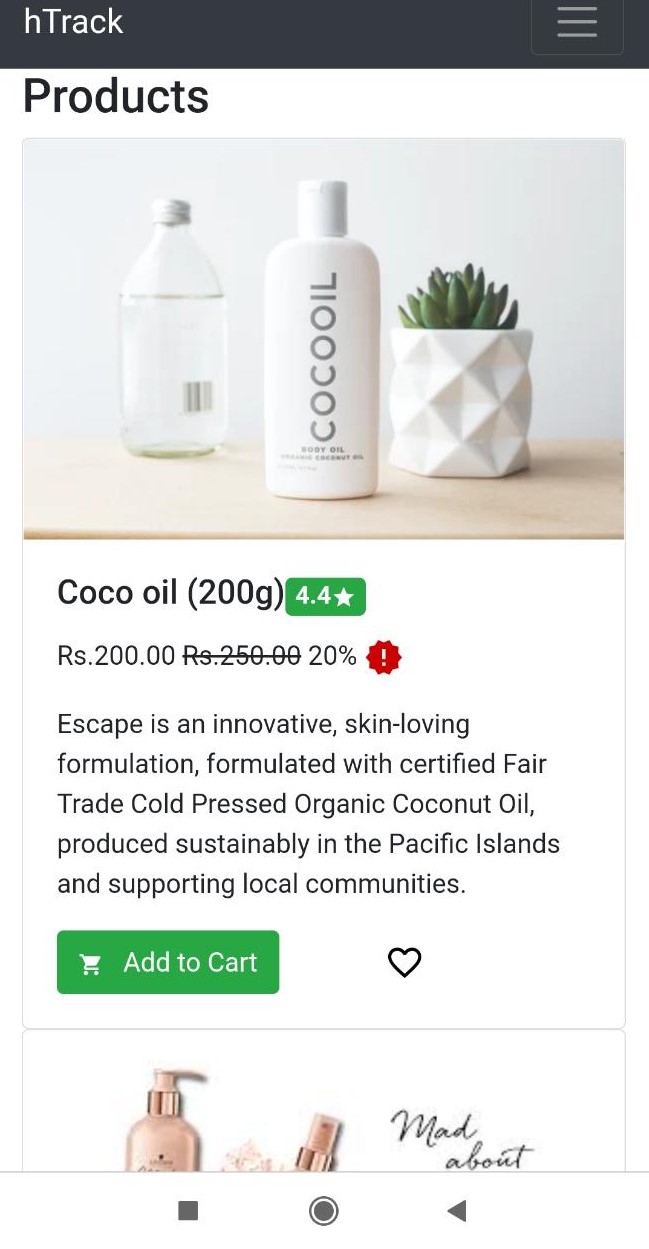 hTrack
Products
COCOOIL
BODY OIL
ORGANIC COCONUT OIL
Coco oil (200g) 4.4★
Rs.200.00 Rs.250.00 20%
Escape is an innovative, skin-loving
formulation, formulated with certified Fair
Trade Cold Pressed Organic Coconut Oil,
produced sustainably in the Pacific Islands
and supporting local communities.
Add to Cart
Mad
about